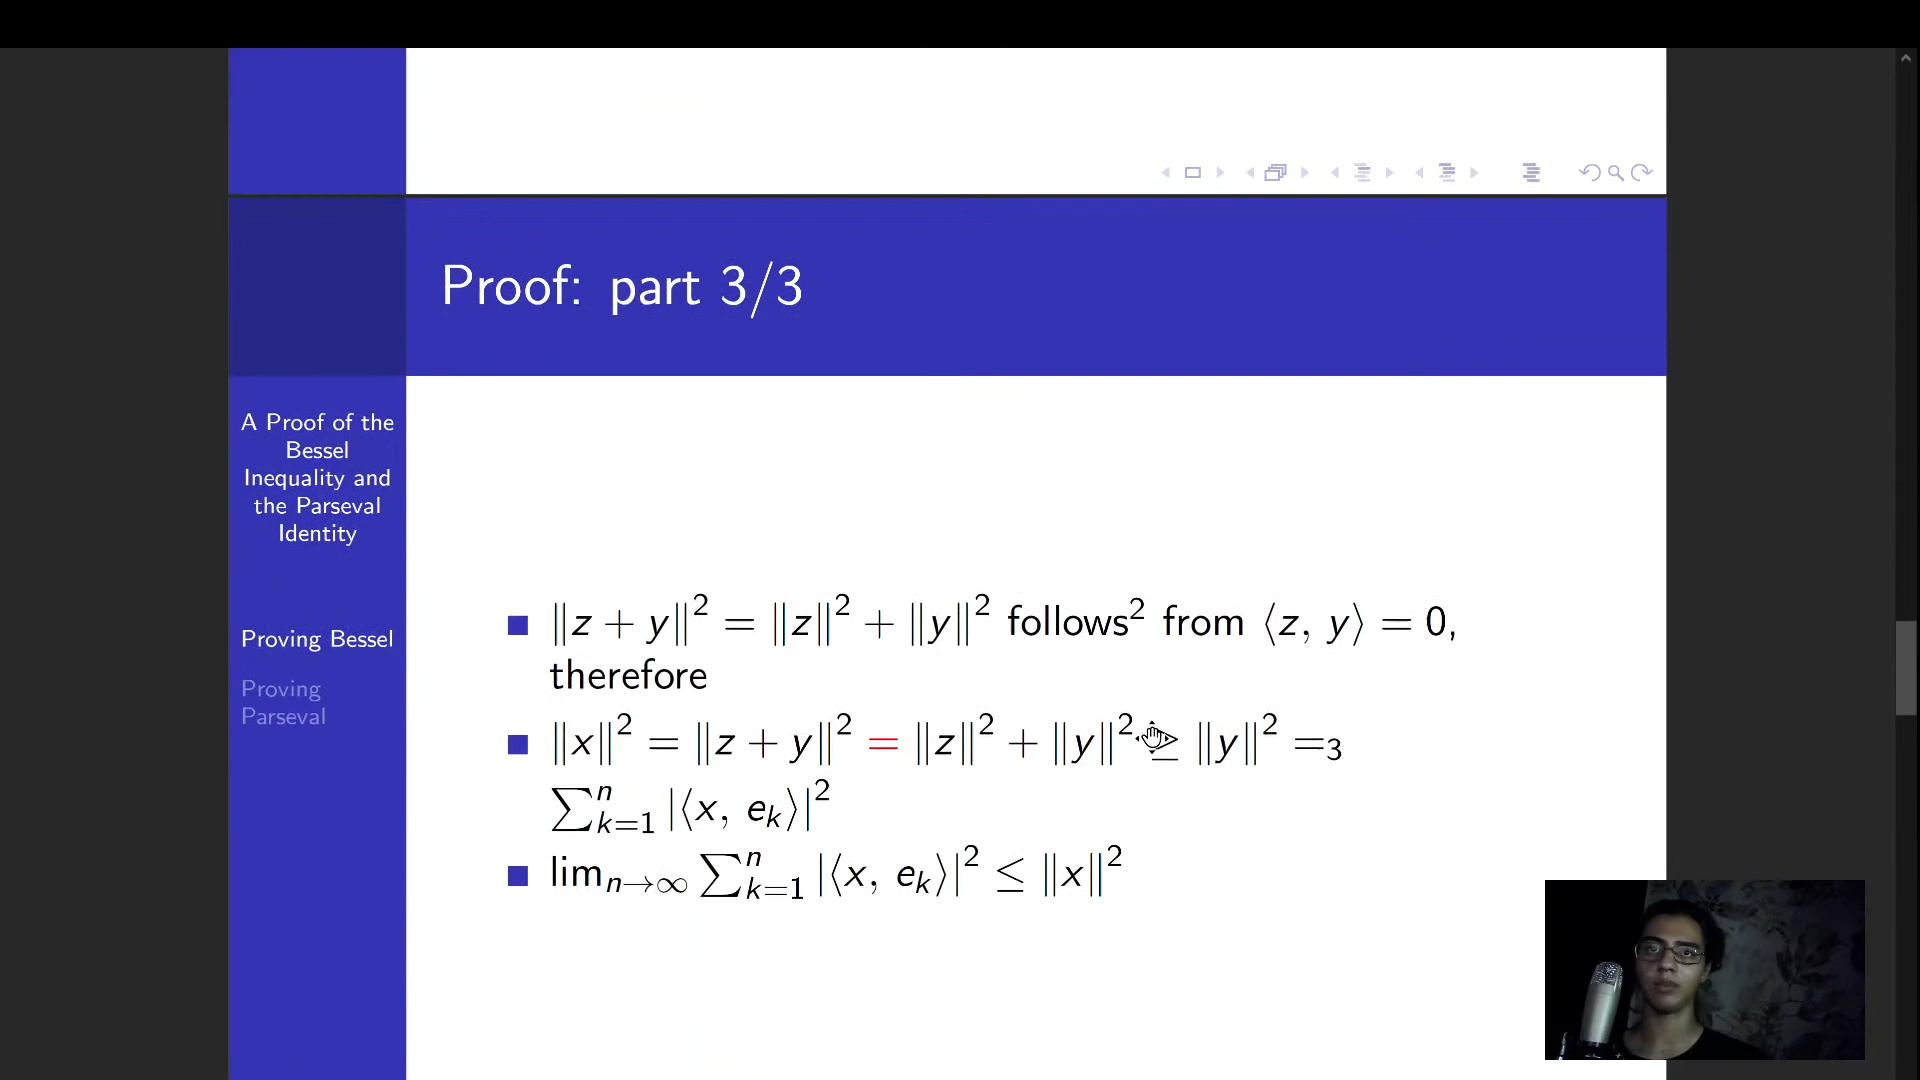 Proof: part 3/3
A Proof of the
Bessel
Inequality and
the Parseval
Identity
Proving Bessel
Proving
Parseval
‖z + y‖² = ‖z‖² + ‖y‖² follows² from ⟨z, y⟩ = 0,
therefore
‖x‖² = ‖z + y‖² = ‖z‖² + ‖y‖² ≥ ‖y‖² =₃
∑ⁿₖ₌₁ |⟨x, eₖ⟩|²
limₙ→∞ ∑ⁿₖ₌₁ |⟨x, eₖ⟩|² ≤ ‖x‖²